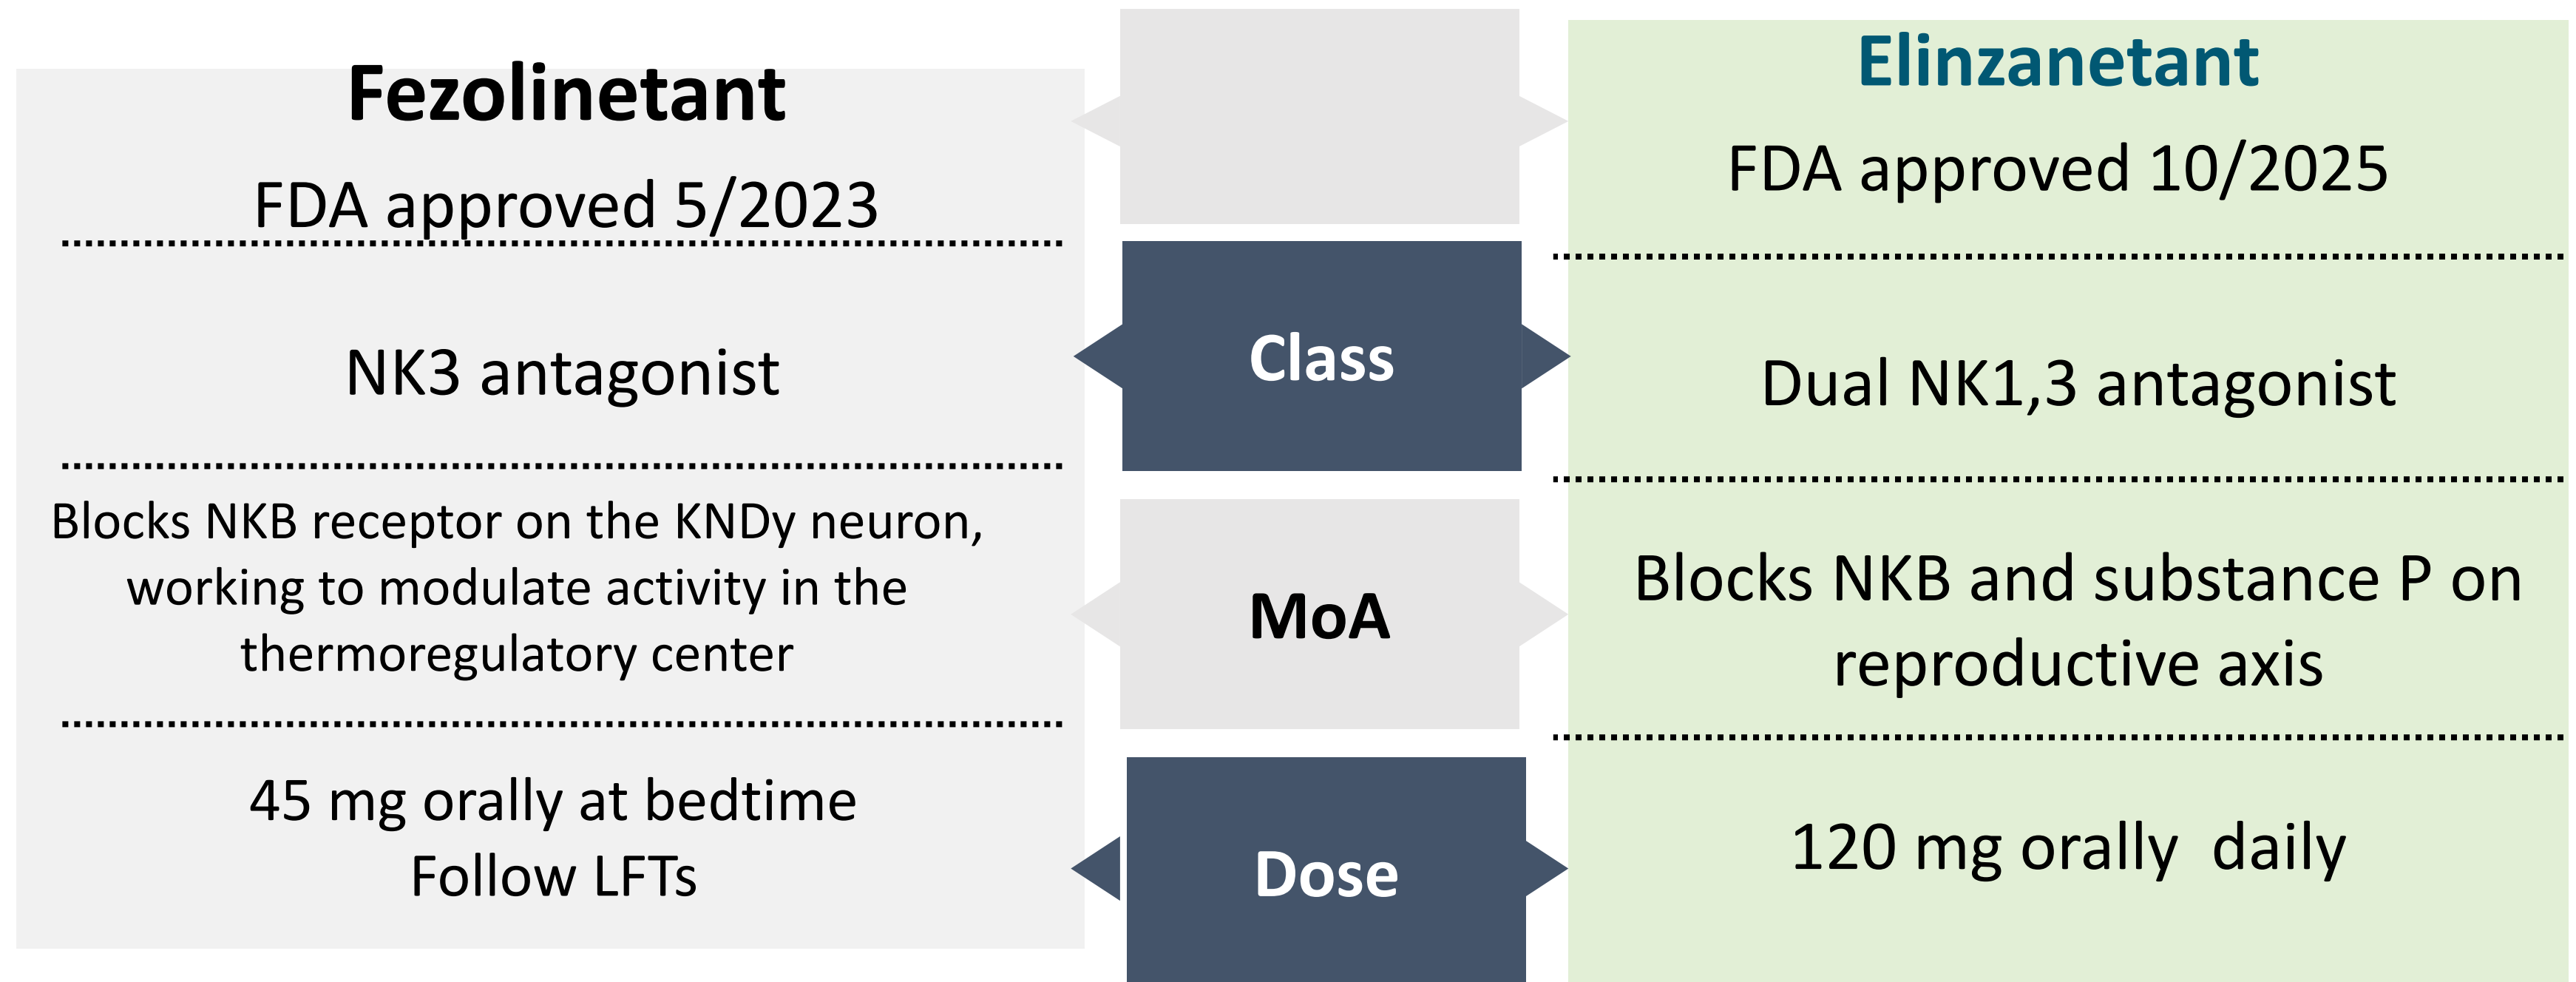 Fezolinetant
FDA approved 5/2023
NK3 antagonist
Blocks NKB receptor on the KNDy neuron,
working to modulate activity in the
thermoregulatory center
45 mg orally at bedtime
Follow LFTs
Class
MoA
Dose
Elinzanetant
FDA approved 10/2025
Dual NK1,3 antagonist
Blocks NKB and substance P on
reproductive axis
120 mg orally  daily